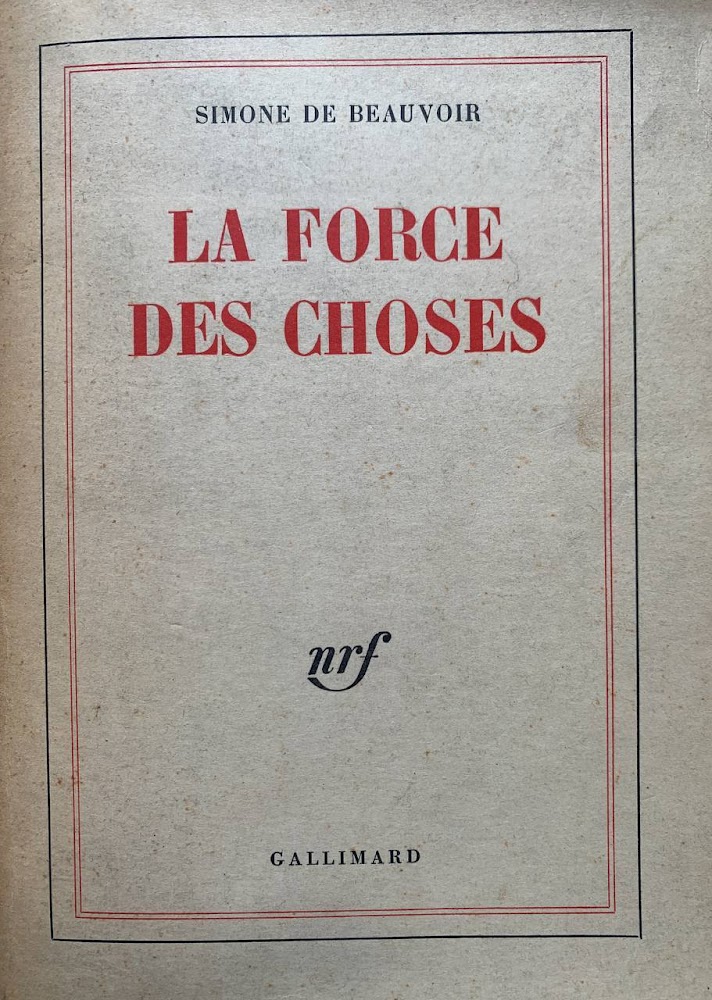 SIMONE DE BEAUVOIR
LA FORCE
DES CHOSES
nrf
GALLIMARD